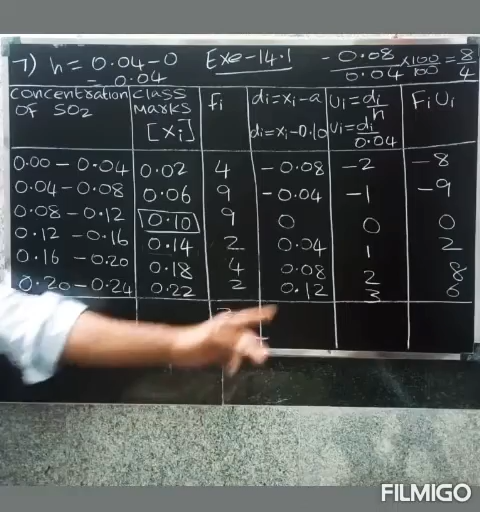 7) h = 0.04-0 Exe-14.1 - 0.08/0.04 ×100/100 = 8/4
= 0.04
Concentration of SO2 | Class Marks [xi] | fi | di = xi-a di = xi-0.10 | Ui = di/h Ui = di/0.04 | FiUi
0.00 - 0.04 0.02 4 -0.08 -2 -8
0.04 - 0.08 0.06 9 -0.04 -1 -9
0.08 - 0.12 0.10 9 0 0 0
0.12 - 0.16 0.14 2 0.04 1 2
0.16 - 0.20 0.18 4 0.08 2 8
0.20 - 0.24 0.22 2 0.12 3 6
FILMIGO